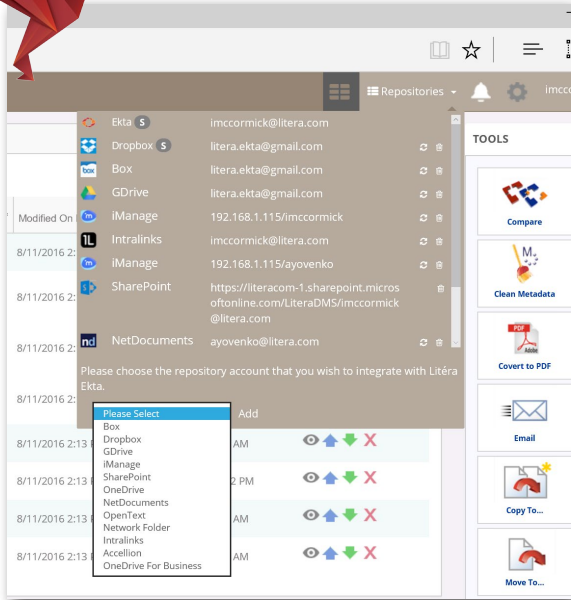 Repositories
imcco
Ekta S imccormick@litera.com
Dropbox S litera.ekta@gmail.com
box Box litera.ekta@gmail.com
GDrive litera.ekta@gmail.com
m iManage 192.168.1.115/imccormick
IL Intralinks imccormick@litera.com
m iManage 192.168.1.115/ayovenko
SharePoint https://literacom-1.sharepoint.micros
oftonline.com/LiteraDMS/imccormick
@litera.com
nd NetDocuments ayovenko@litera.com
Please choose the repository account that you wish to integrate with Litéra
Ekta.
Please Select Add
Box
Dropbox
GDrive
iManage
SharePoint
OneDrive
NetDocuments
OpenText
Network Folder
Intralinks
Accellion
OneDrive For Business
Modified On
8/11/2016 2:
8/11/2016 2:
8/11/2016 2:
8/11/2016 2:
8/11/2016 2:13 AM
8/11/2016 2:13 2 PM
8/11/2016 2:13 AM
8/11/2016 2:13 AM
TOOLS
Compare
M
Clean Metadata
PDF
Adobe
Covert to PDF
Email
Copy To...
Move To...